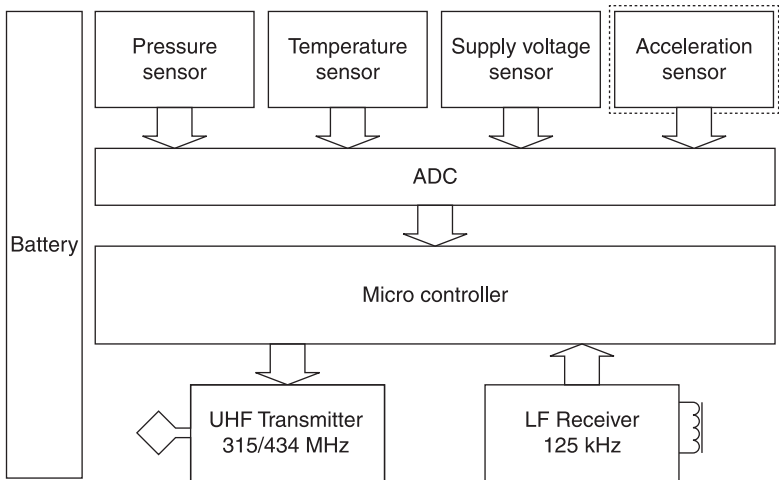 Pressure
sensor
Temperature
sensor
Supply voltage
sensor
Acceleration
sensor
ADC
Battery
Micro controller
UHF Transmitter
315/434 MHz
LF Receiver
125 kHz